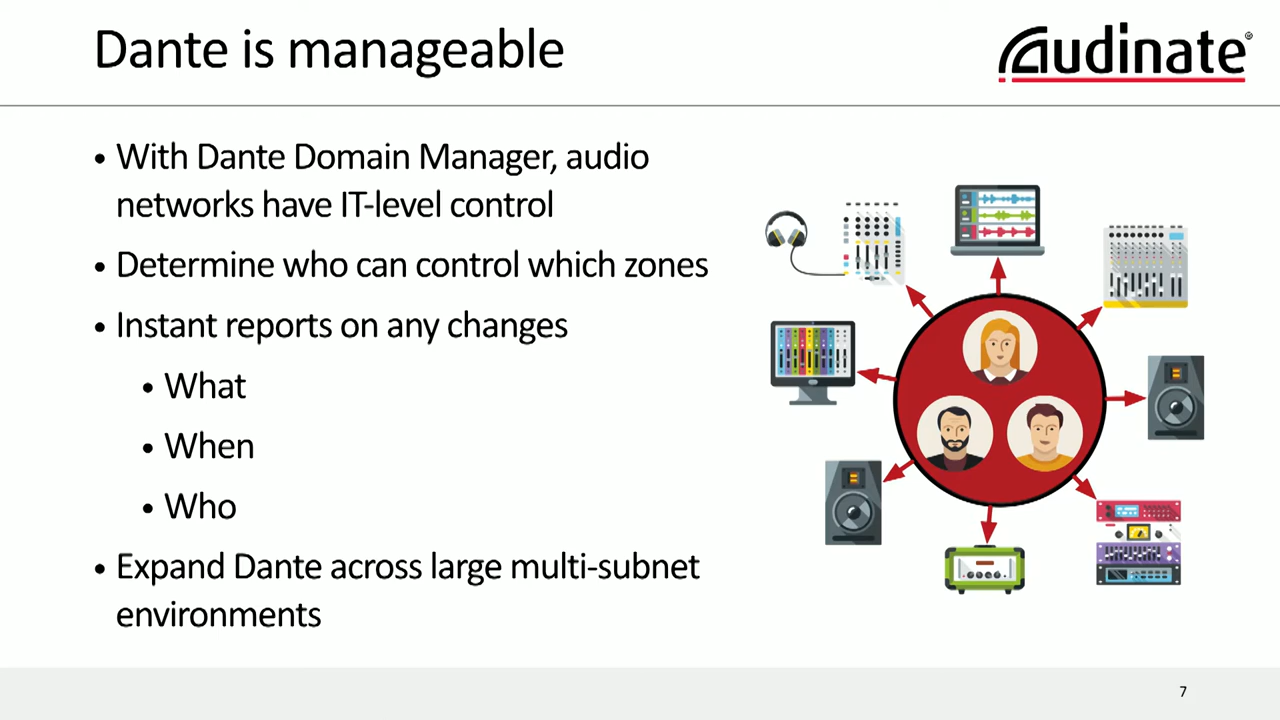 Dante is manageable
Audinate®
• With Dante Domain Manager, audio
networks have IT-level control
• Determine who can control which zones
• Instant reports on any changes
• What
• When
• Who
• Expand Dante across large multi-subnet
environments
7